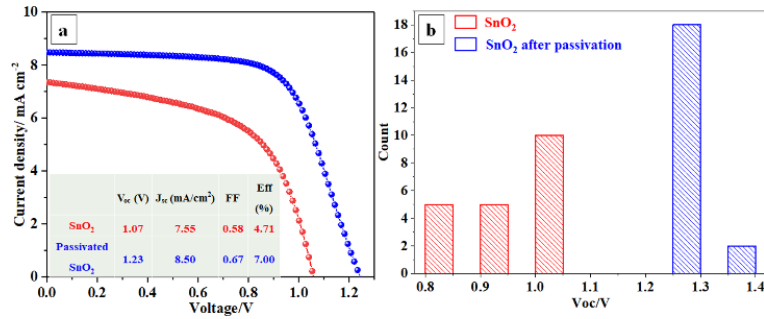 a
Current density/ mA cm⁻²
10
8
6
4
2
0
Vₒc (V) Jsc (mA/cm²) FF Eff (%)
SnO₂ 1.07 7.55 0.58 4.71
Passivated SnO₂ 1.23 8.50 0.67 7.00
0.0 0.2 0.4 0.6 0.8 1.0 1.2
Voltage/V
b
SnO₂
SnO₂ after passivation
Count
18
16
14
12
10
8
6
4
2
0
0.8 0.9 1.0 1.1 1.2 1.3 1.4
Voc/V